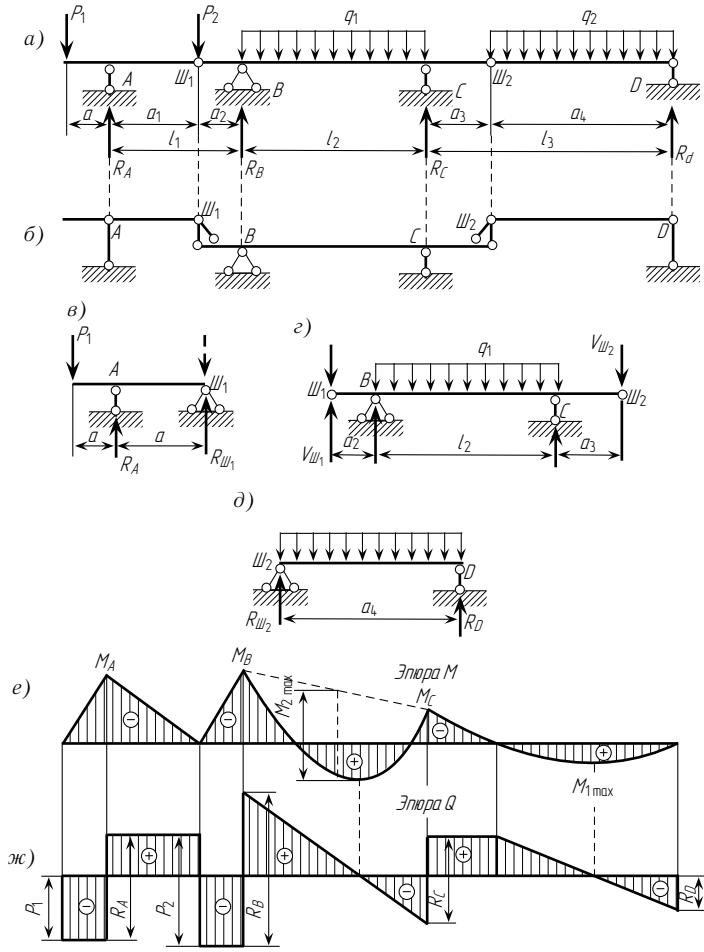 а)
P1 P2 q1 q2
A Ш1 B C Ш2 D
a a1 a2 a3 a4
l1 l2 l3
RA RB RC Rd
б)
A Ш1 B C Ш2 D
в)
P1
A Ш1
a a
RA RШ1
г)
q1 VШ2
Ш1 B C Ш2
VШ1 a2 l2 a3
д)
Ш2 D
RШ2 a4 RD
е)
MA MB Эпюра M
M2 max MC
M1 max
Эпюра Q
ж)
P1 RA P2 RB RC RD